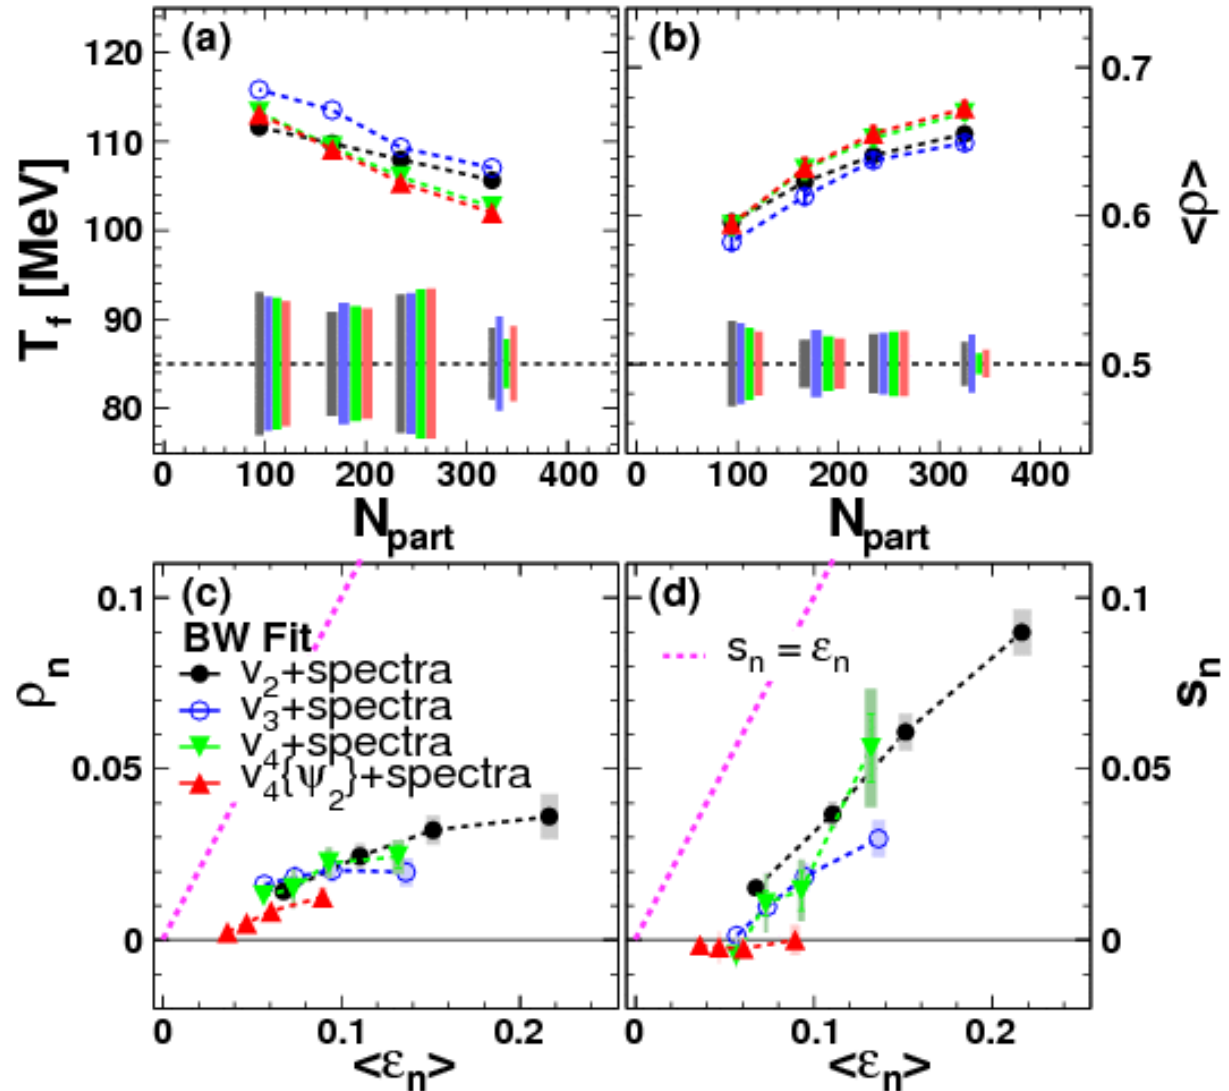 (a)
(b)
120
110
100
90
80
T_f [MeV]
0.7
0.6
0.5
<ρ>
0 100 200 300 400
0 100 200 300 400
N_part
N_part
(c)
(d)
BW Fit
v_2+spectra
v_3+spectra
v_4+spectra
v_4{ψ_2}+spectra
s_n = ε_n
0.1
0.05
0
ρ_n
0.1
0.05
0
s_n
0 0.1 0.2
0 0.1 0.2
<ε_n>
<ε_n>